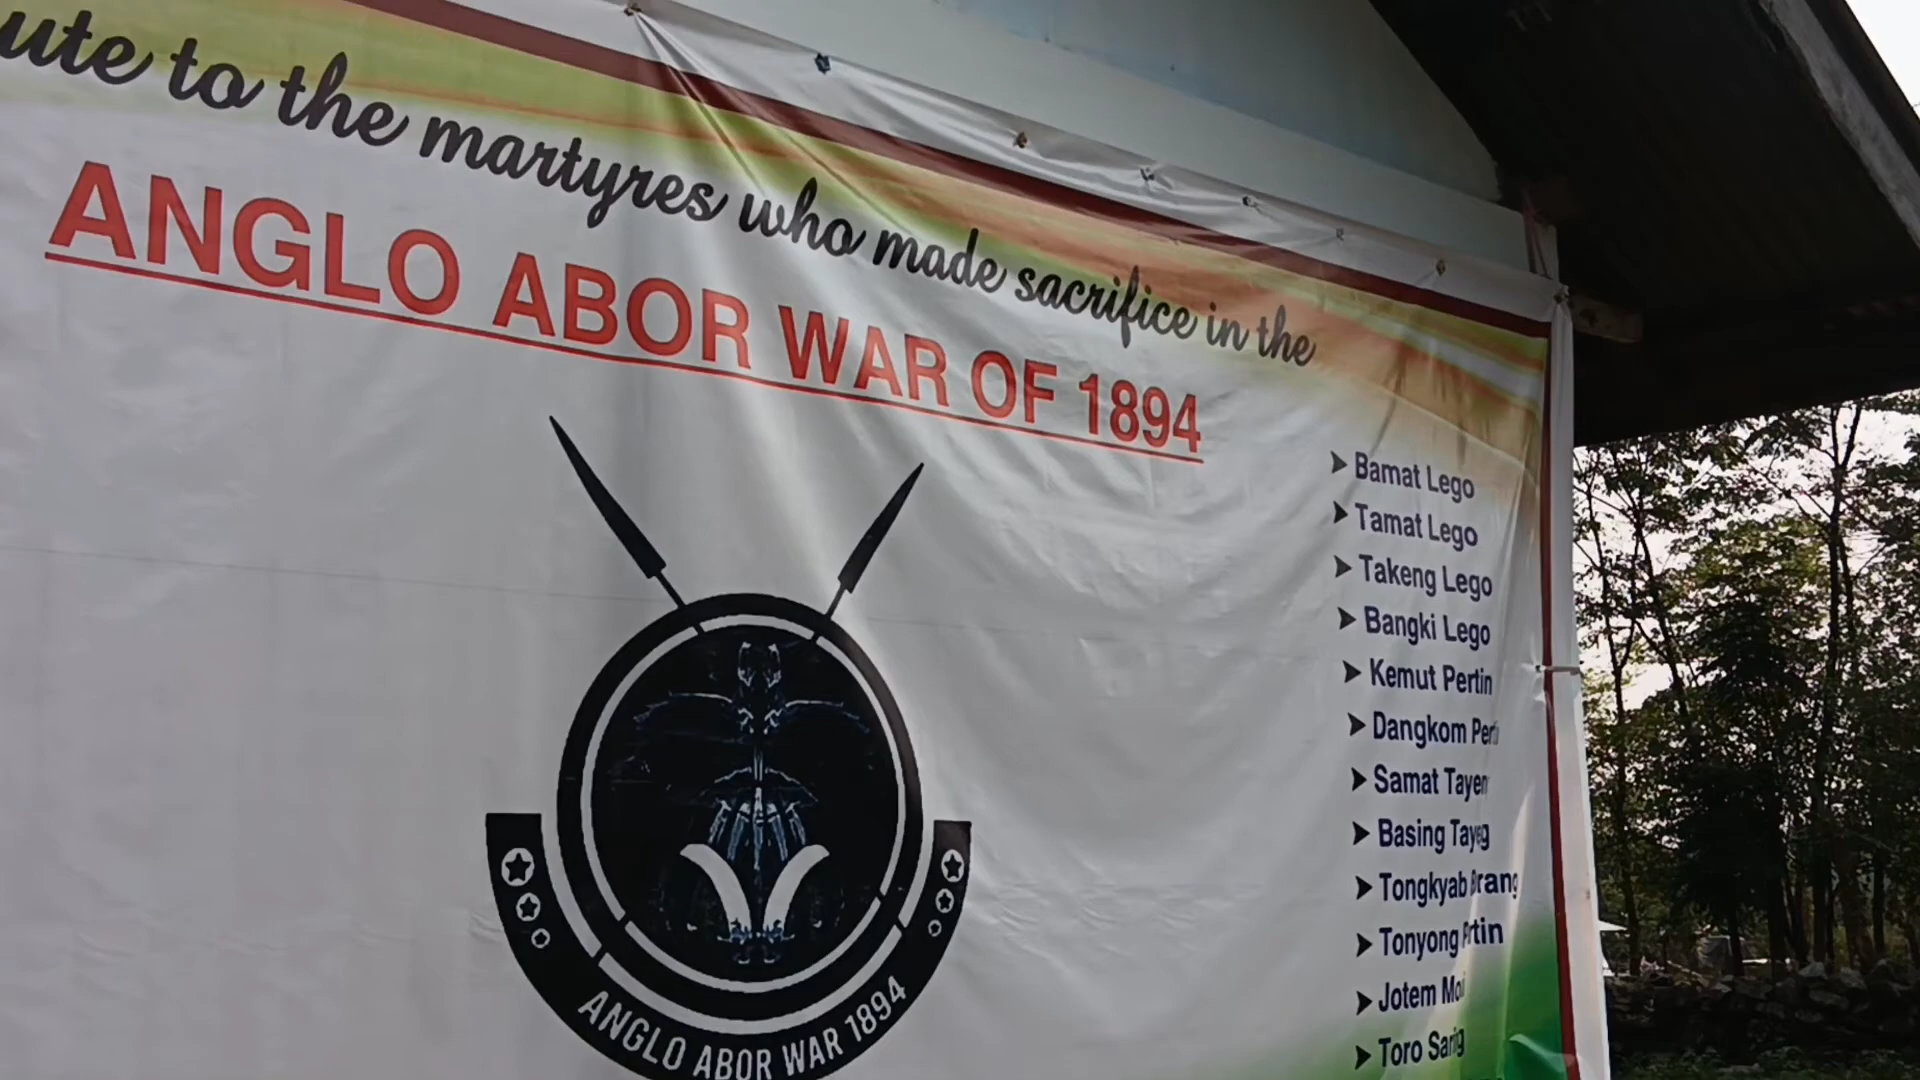 to the martyres who made sacrifice in the
ANGLO ABOR WAR OF 1894
Bamat Lego
Tamat Lego
Takeng Lego
Bangki Lego
Kemut Pertin
Dangkom
Samat
Basing
Tongkyab
Tonyong
Jotem
Toro
ANGLO ABOR WAR 1894